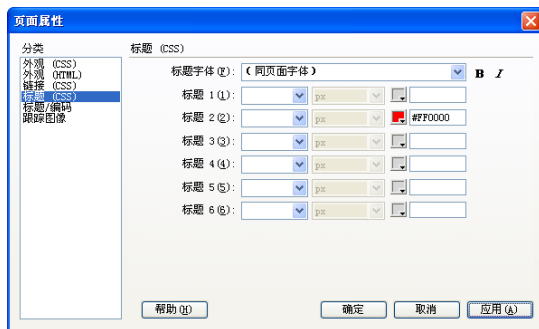 页面属性
分类
外观 (CSS)
外观 (HTML)
链接 (CSS)
标题 (CSS)
标题/编码
跟踪图像
标题 (CSS)
标题字体(F): (同页面字体) B I
标题 1(1): px
标题 2(2): px #FF0000
标题 3(3): px
标题 4(4): px
标题 5(5): px
标题 6(6): px
帮助(H) 确定 取消 应用(A)